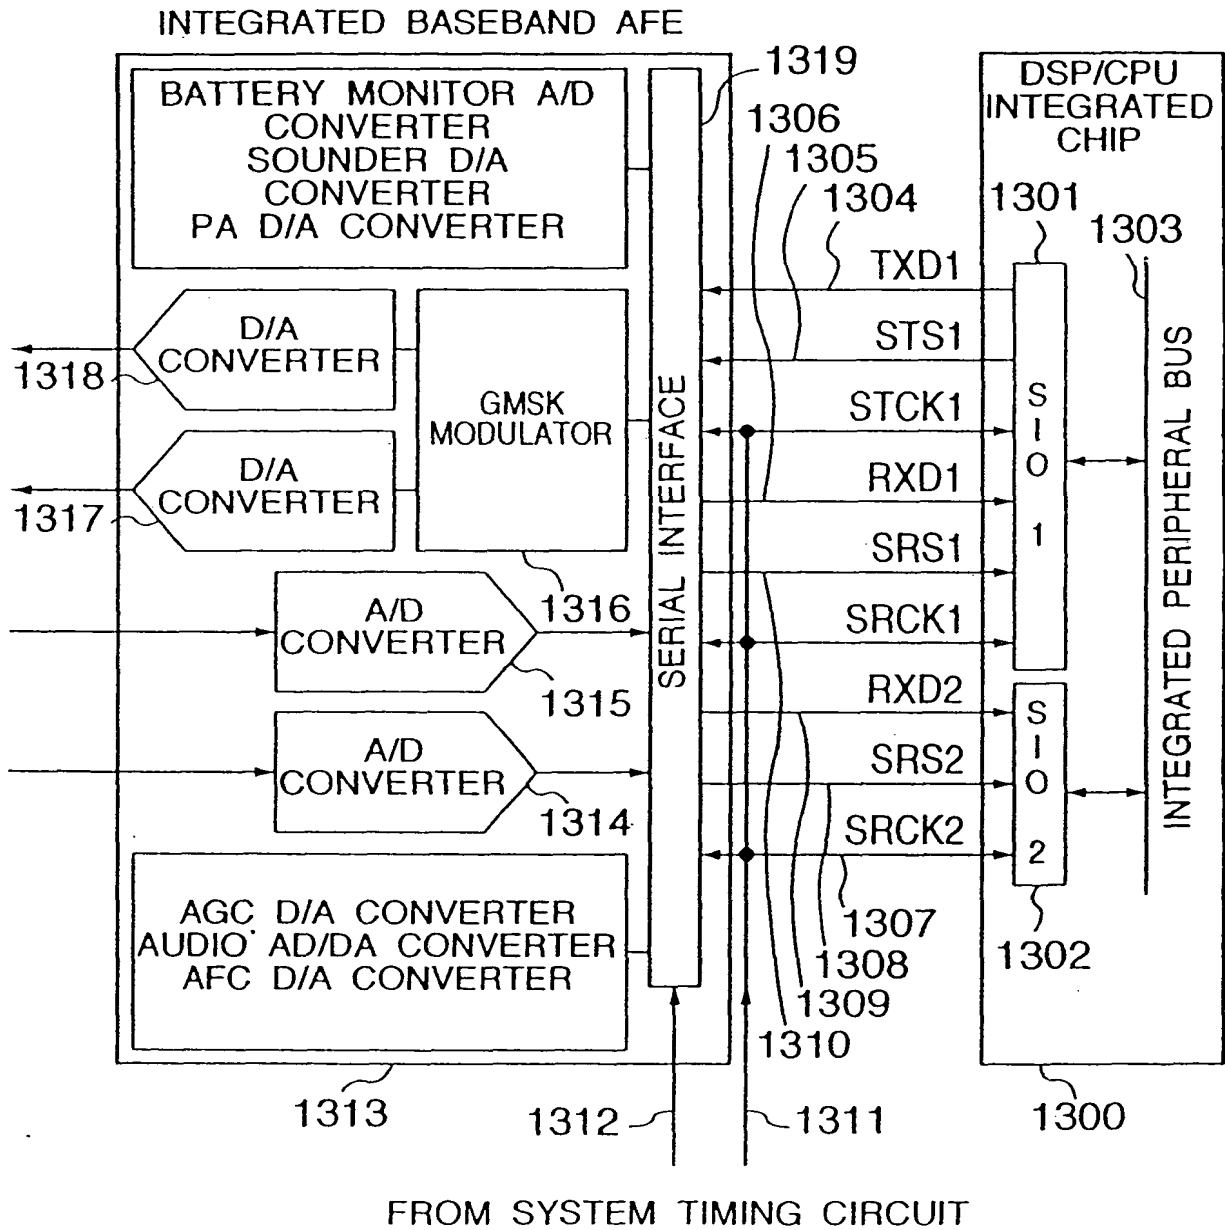 INTEGRATED BASEBAND AFE
BATTERY MONITOR A/D
CONVERTER
SOUNDER D/A
CONVERTER
PA D/A CONVERTER
1319
1306
1305
1304
DSP/CPU
INTEGRATED
CHIP
1301
1303
D/A
CONVERTER
1318
D/A
CONVERTER
1317
GMSK
MODULATOR
1316
A/D
CONVERTER
1315
A/D
CONVERTER
1314
AGC D/A CONVERTER
AUDIO AD/DA CONVERTER
AFC D/A CONVERTER
SERIAL INTERFACE
TXD1
STS1
STCK1
RXD1
SRS1
SRCK1
RXD2
SRS2
SRCK2
SIO 1
SIO 2
INTEGRATED PERIPHERAL BUS
1307
1308
1309
1310
1302
1313
1312
1311
1300
FROM SYSTEM TIMING CIRCUIT